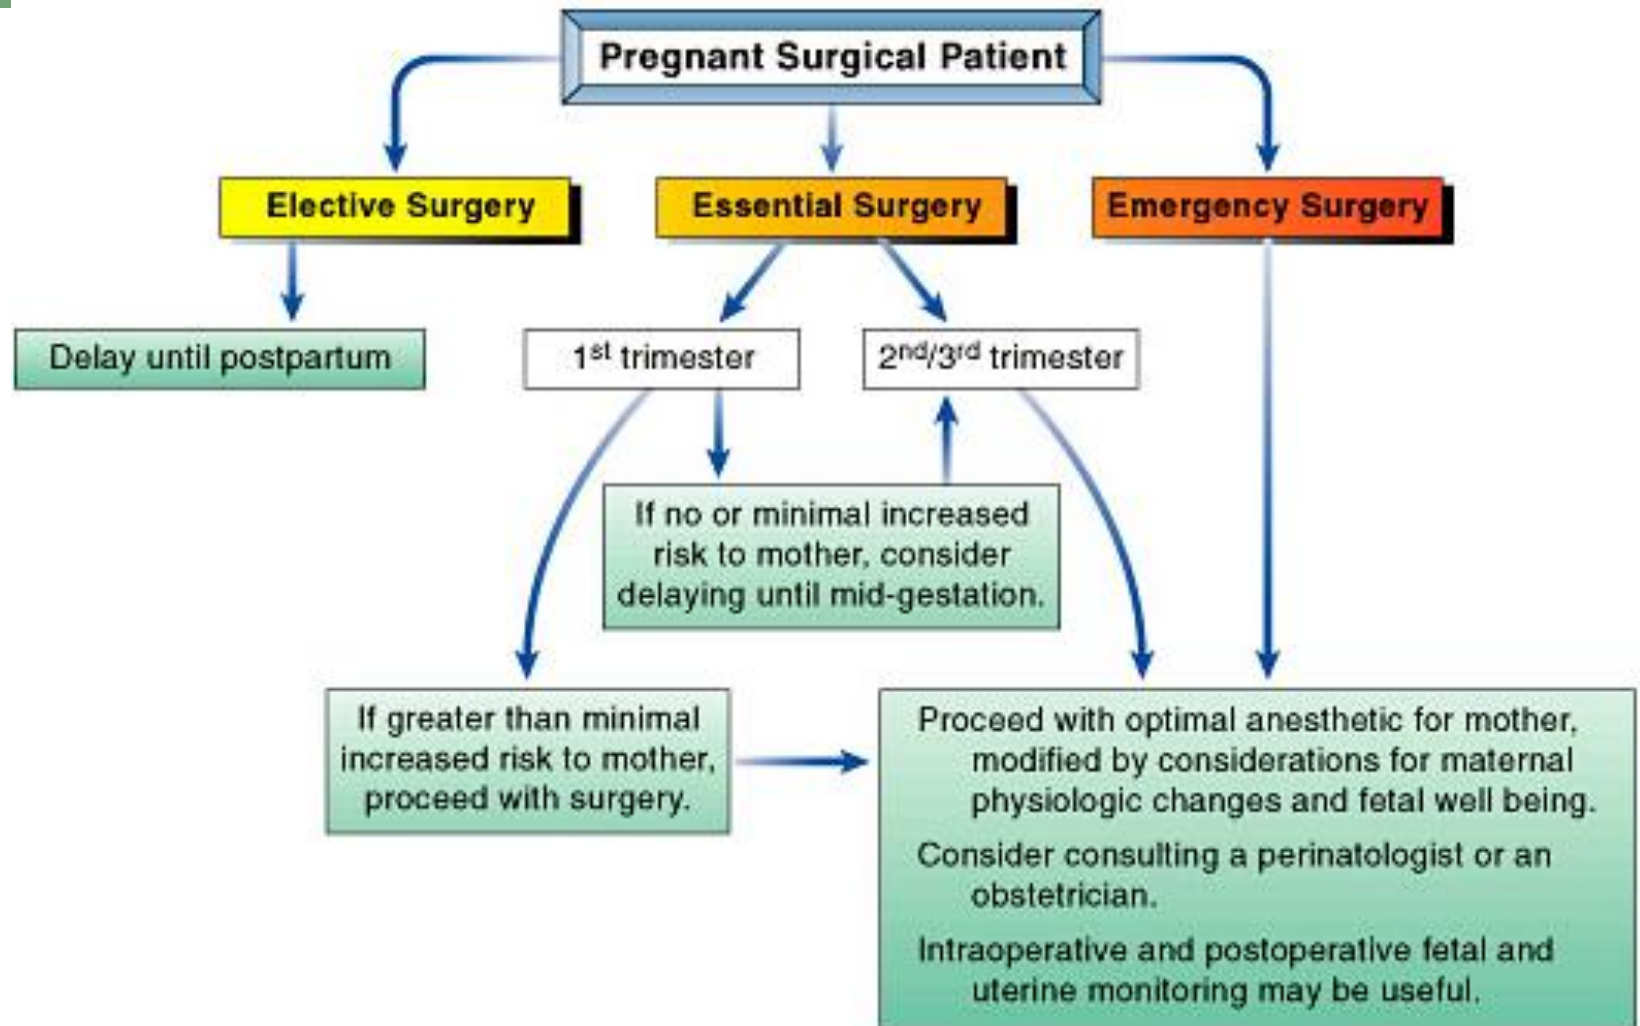 Pregnant Surgical Patient
Elective Surgery
Essential Surgery
Emergency Surgery
Delay until postpartum
1st trimester
2nd/3rd trimester
If no or minimal increased
risk to mother, consider
delaying until mid-gestation.
If greater than minimal
increased risk to mother,
proceed with surgery.
Proceed with optimal anesthetic for mother,
modified by considerations for maternal
physiologic changes and fetal well being.
Consider consulting a perinatologist or an
obstetrician.
Intraoperative and postoperative fetal and
uterine monitoring may be useful.